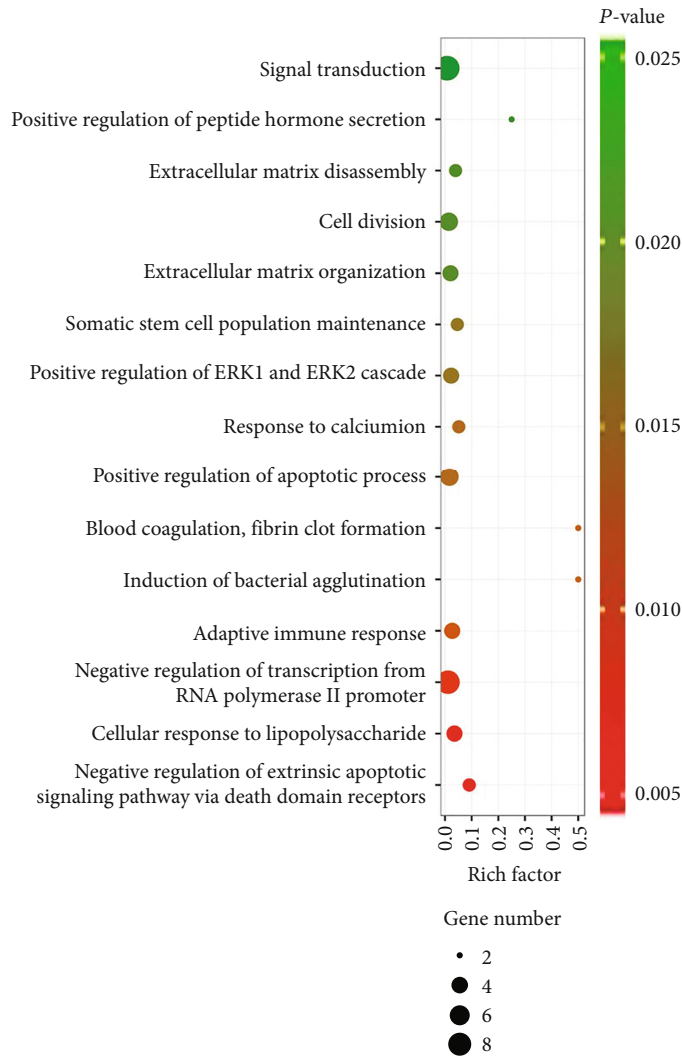 P-value
Signal transduction
Positive regulation of peptide hormone secretion
Extracellular matrix disassembly
Cell division
Extracellular matrix organization
Somatic stem cell population maintenance
Positive regulation of ERK1 and ERK2 cascade
Response to calciumion
Positive regulation of apoptotic process
Blood coagulation, fibrin clot formation
Induction of bacterial agglutination
Adaptive immune response
Negative regulation of transcription from
RNA polymerase II promoter
Cellular response to lipopolysaccharide
Negative regulation of extrinsic apoptotic
signaling pathway via death domain receptors
0.025
0.020
0.015
0.010
0.005
0.0
0.1
0.2
0.3
0.4
0.5
Rich factor
Gene number
2
4
6
8